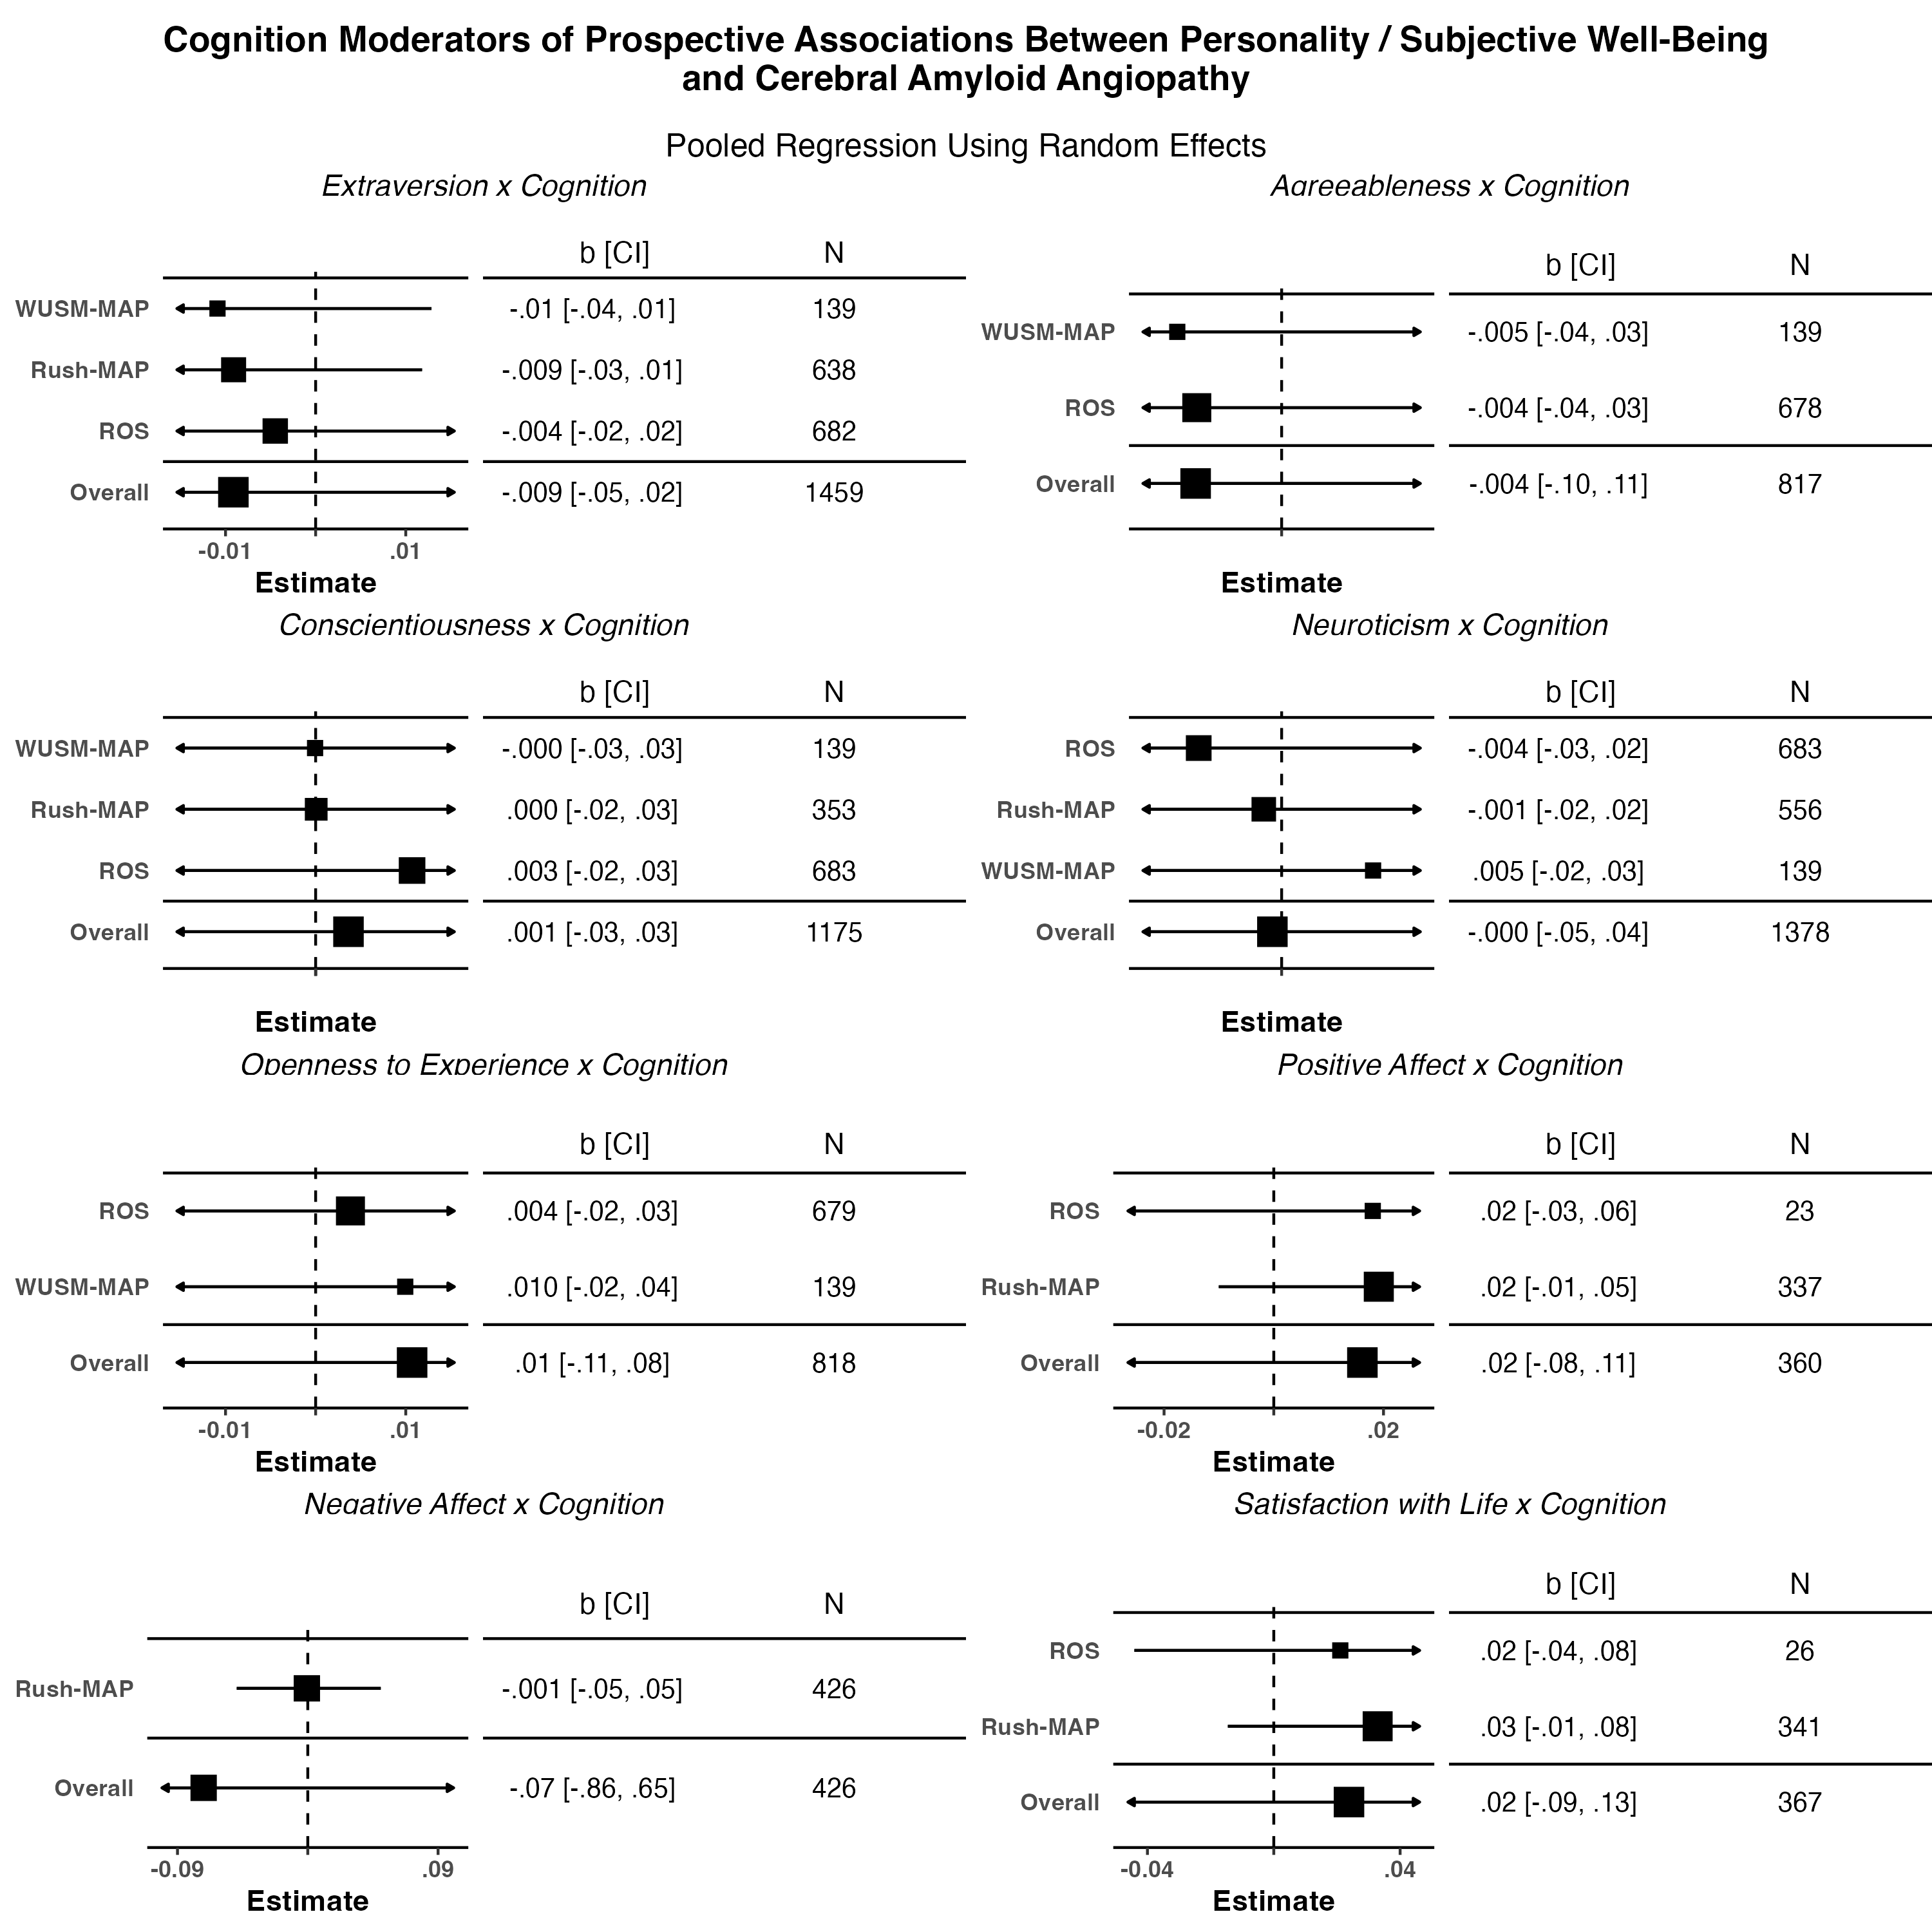 Cognition Moderators of Prospective Associations Between Personality / Subjective Well-Being
and Cerebral Amyloid Angiopathy
Pooled Regression Using Random Effects
Extraversion x Cognition
b [CI] N
WUSM-MAP -.01 [-.04, .01] 139
Rush-MAP -.009 [-.03, .01] 638
ROS -.004 [-.02, .02] 682
Overall -.009 [-.05, .02] 1459
-0.01 .01
Estimate
Agreeableness x Cognition
b [CI] N
WUSM-MAP -.005 [-.04, .03] 139
ROS -.004 [-.04, .03] 678
Overall -.004 [-.10, .11] 817
Estimate
Conscientiousness x Cognition
b [CI] N
WUSM-MAP -.000 [-.03, .03] 139
Rush-MAP .000 [-.02, .03] 353
ROS .003 [-.02, .03] 683
Overall .001 [-.03, .03] 1175
Estimate
Neuroticism x Cognition
b [CI] N
ROS -.004 [-.03, .02] 683
Rush-MAP -.001 [-.02, .02] 556
WUSM-MAP .005 [-.02, .03] 139
Overall -.000 [-.05, .04] 1378
Estimate
Openness to Experience x Cognition
b [CI] N
ROS .004 [-.02, .03] 679
WUSM-MAP .010 [-.02, .04] 139
Overall .01 [-.11, .08] 818
-0.01 .01
Estimate
Positive Affect x Cognition
b [CI] N
ROS .02 [-.03, .06] 23
Rush-MAP .02 [-.01, .05] 337
Overall .02 [-.08, .11] 360
-0.02 .02
Estimate
Negative Affect x Cognition
b [CI] N
Rush-MAP -.001 [-.05, .05] 426
Overall -.07 [-.86, .65] 426
-0.09 .09
Estimate
Satisfaction with Life x Cognition
b [CI] N
ROS .02 [-.04, .08] 26
Rush-MAP .03 [-.01, .08] 341
Overall .02 [-.09, .13] 367
-0.04 .04
Estimate